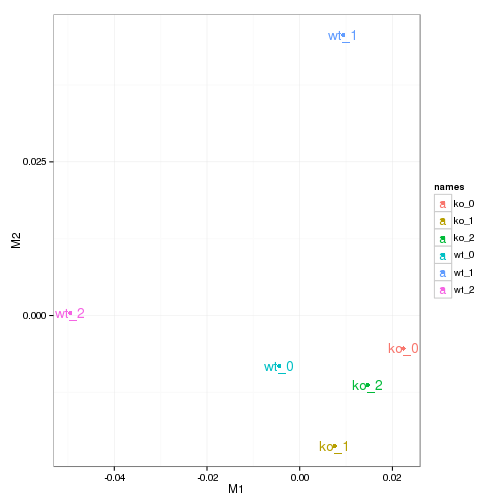 wt_1
0.025
M2
0.000
wt_2
wt_0
ko_0
ko_2
ko_1
-0.04
-0.02
0.00
0.02
M1
names
a ko_0
a ko_1
a ko_2
a wt_0
a wt_1
a wt_2